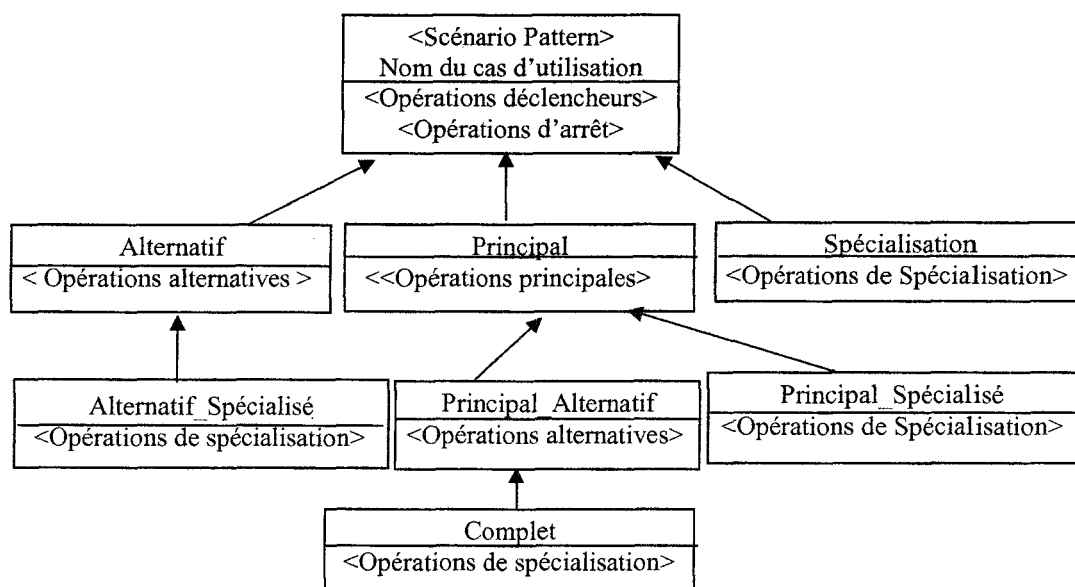 <Scénario Pattern>
Nom du cas d'utilisation
<Opérations déclencheurs>
<Opérations d'arrêt>
Alternatif
< Opérations alternatives >
Principal
<<Opérations principales>
Spécialisation
<Opérations de Spécialisation>
Alternatif_Spécialisé
<Opérations de spécialisation>
Principal_Alternatif
<Opérations alternatives>
Principal_Spécialisé
<Opérations de Spécialisation>
Complet
<Opérations de spécialisation>